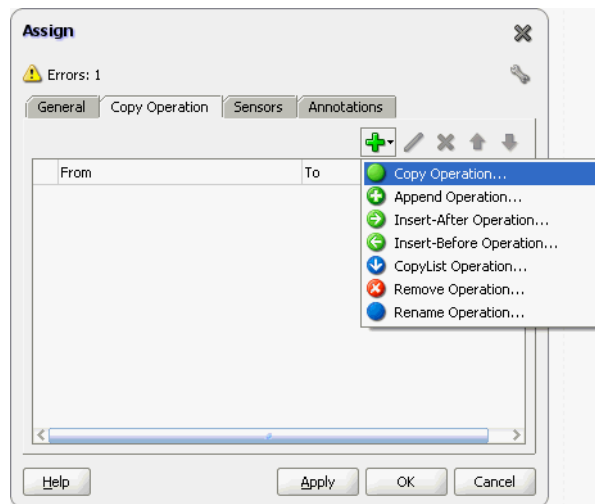 Assign
Errors: 1
General Copy Operation Sensors Annotations
From To
Copy Operation...
Append Operation...
Insert-After Operation...
Insert-Before Operation...
CopyList Operation...
Remove Operation...
Rename Operation...
Help Apply OK Cancel